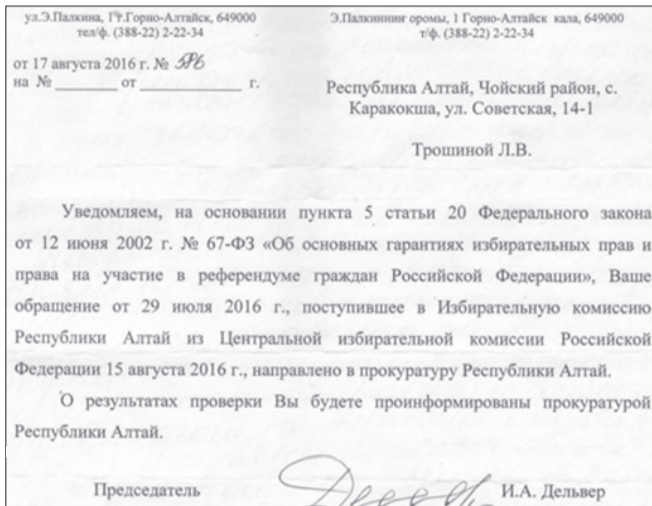 ул.Э.Палкина, 1 г.Горно-Алтайск, 649000
тел/ф. (388-22) 2-22-34
Э.Палкиннинг оромы, 1 Горно-Алтайск кала, 649000
т/ф. (388-22) 2-22-34
от 17 августа 2016 г. № 586
на № ________ от ____________ г.
Республика Алтай, Чойский район, с.
Каракокша, ул. Советская, 14-1
Трошиной Л.В.
Уведомляем, на основании пункта 5 статьи 20 Федерального закона
от 12 июня 2002 г. № 67-ФЗ «Об основных гарантиях избирательных прав и
права на участие в референдуме граждан Российской Федерации», Ваше
обращение от 29 июля 2016 г., поступившее в Избирательную комиссию
Республики Алтай из Центральной избирательной комиссии Российской
Федерации 15 августа 2016 г., направлено в прокуратуру Республики Алтай.
О результатах проверки Вы будете проинформированы прокуратурой
Республики Алтай.
Председатель
И.А. Дельвер